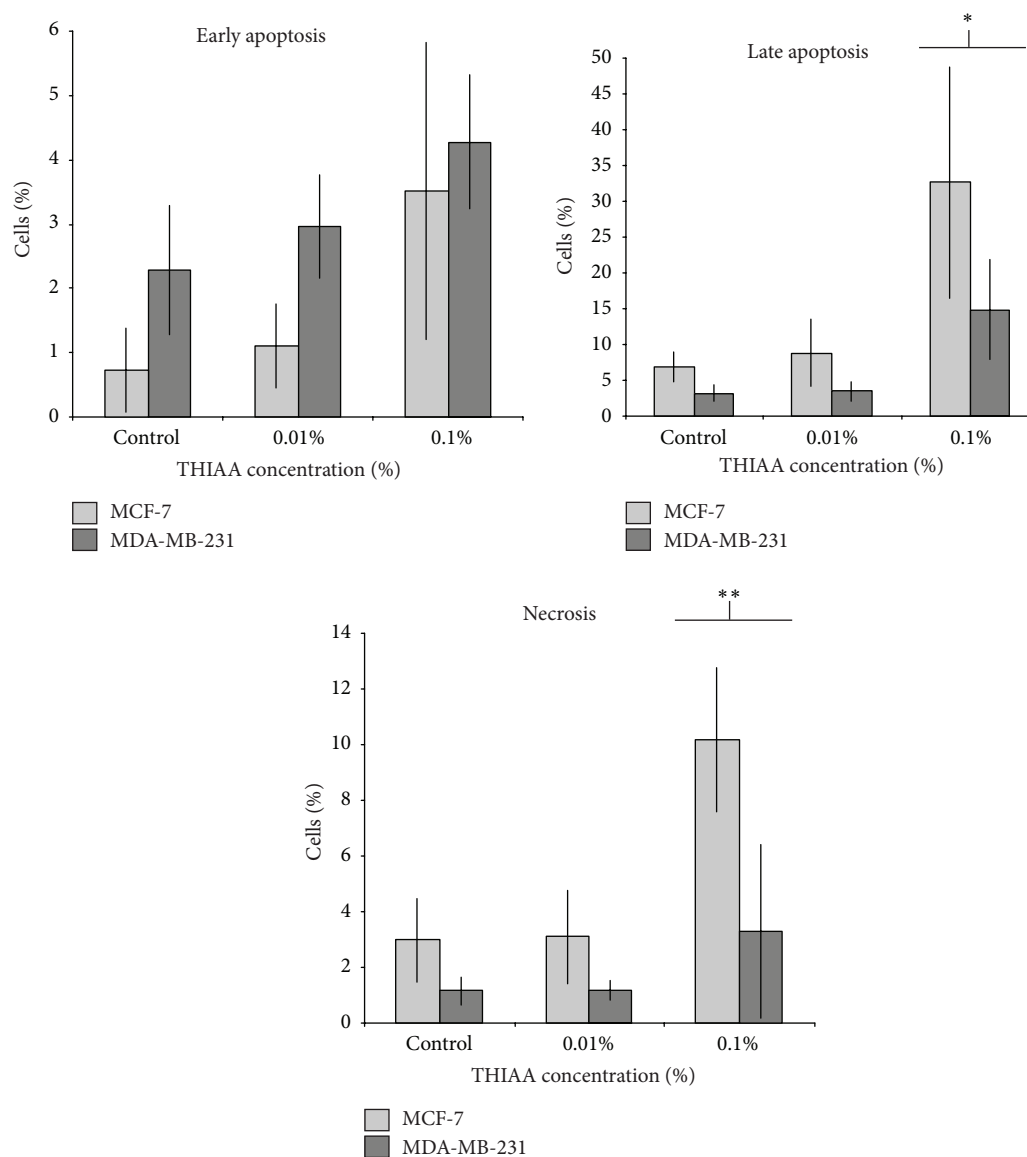 Early apoptosis
6
5
4
3
2
1
0
Cells (%)
Control 0.01% 0.1%
THIAA concentration (%)
MCF-7
MDA-MB-231
*
Late apoptosis
50
45
40
35
30
25
20
15
10
5
0
Cells (%)
Control 0.01% 0.1%
THIAA concentration (%)
MCF-7
MDA-MB-231
**
Necrosis
14
12
10
8
6
4
2
0
Cells (%)
Control 0.01% 0.1%
THIAA concentration (%)
MCF-7
MDA-MB-231